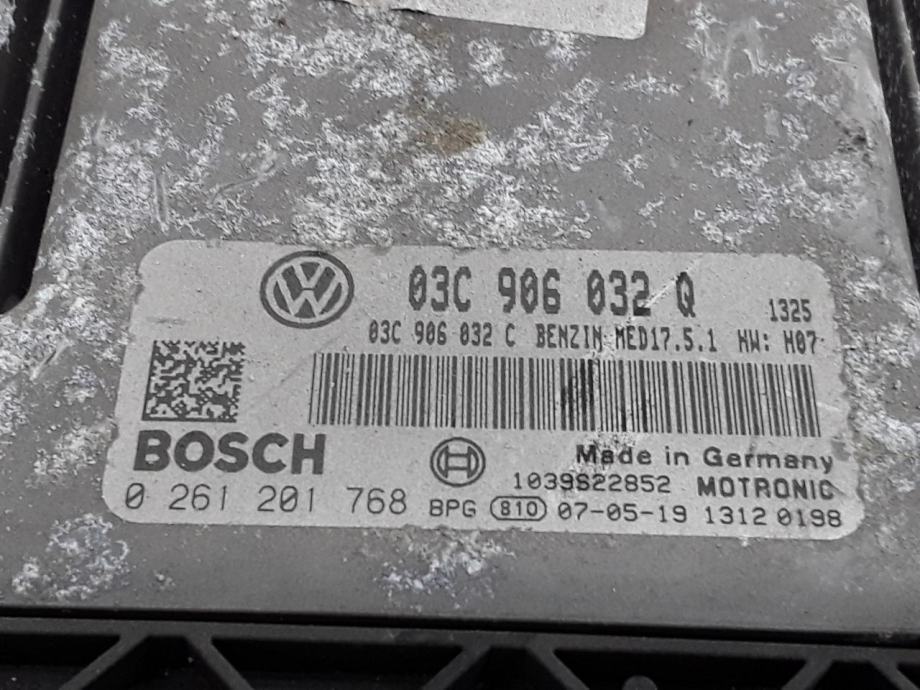 03C 906 032 Q 1325
03C 906 032 C BENZIN MED17.5.1 HW: H07
BOSCH Made in Germany
1039S22852 MOTRONIC
0 261 201 768 BPG 810 07-05-19 1312 0198